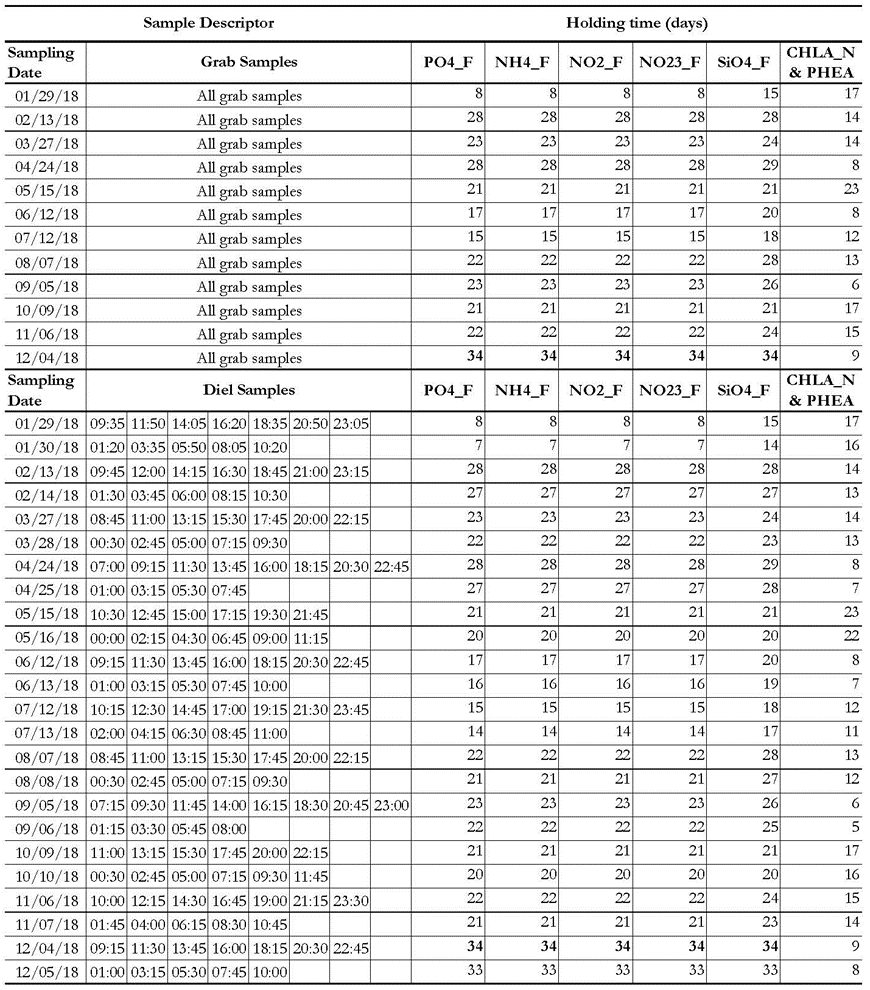 Sample Descriptor Holding time (days)
Sampling Date Grab Samples PO4_F NH4_F NO2_F NO23_F SiO4_F CHLA_N & PHEA
01/29/18 All grab samples 8 8 8 8 15 17
02/13/18 All grab samples 28 28 28 28 28 14
03/27/18 All grab samples 23 23 23 23 24 14
04/24/18 All grab samples 28 28 28 28 29 8
05/15/18 All grab samples 21 21 21 21 21 23
06/12/18 All grab samples 17 17 17 17 20 8
07/12/18 All grab samples 15 15 15 15 18 12
08/07/18 All grab samples 22 22 22 22 28 13
09/05/18 All grab samples 23 23 23 23 26 6
10/09/18 All grab samples 21 21 21 21 21 17
11/06/18 All grab samples 22 22 22 22 24 15
12/04/18 All grab samples 34 34 34 34 34 9
Sampling Date Diel Samples PO4_F NH4_F NO2_F NO23_F SiO4_F CHLA_N & PHEA
01/29/18 09:35 11:50 14:05 16:20 18:35 20:50 23:05 8 8 8 8 15 17
01/30/18 01:20 03:35 05:50 08:05 10:20 7 7 7 7 14 16
02/13/18 09:45 12:00 14:15 16:30 18:45 21:00 23:15 28 28 28 28 28 14
02/14/18 01:30 03:45 06:00 08:15 10:30 27 27 27 27 27 13
03/27/18 08:45 11:00 13:15 15:30 17:45 20:00 22:15 23 23 23 23 24 14
03/28/18 00:30 02:45 05:00 07:15 09:30 22 22 22 22 23 13
04/24/18 07:00 09:15 11:30 13:45 16:00 18:15 20:30 22:45 28 28 28 28 29 8
04/25/18 01:00 03:15 05:30 07:45 27 27 27 27 28 7
05/15/18 10:30 12:45 15:00 17:15 19:30 21:45 21 21 21 21 21 23
05/16/18 00:00 02:15 04:30 06:45 09:00 11:15 20 20 20 20 20 22
06/12/18 09:15 11:30 13:45 16:00 18:15 20:30 22:45 17 17 17 17 20 8
06/13/18 01:00 03:15 05:30 07:45 10:00 16 16 16 16 19 7
07/12/18 10:15 12:30 14:45 17:00 19:15 21:30 23:45 15 15 15 15 18 12
07/13/18 02:00 04:15 06:30 08:45 11:00 14 14 14 14 17 11
08/07/18 08:45 11:00 13:15 15:30 17:45 20:00 22:15 22 22 22 22 28 13
08/08/18 00:30 02:45 05:00 07:15 09:30 21 21 21 21 27 12
09/05/18 07:15 09:30 11:45 14:00 16:15 18:30 20:45 23:00 23 23 23 23 26 6
09/06/18 01:15 03:30 05:45 08:00 22 22 22 22 25 5
10/09/18 11:00 13:15 15:30 17:45 20:00 22:15 21 21 21 21 21 17
10/10/18 00:30 02:45 05:00 07:15 09:30 11:45 20 20 20 20 20 16
11/06/18 10:00 12:15 14:30 16:45 19:00 21:15 23:30 22 22 22 22 24 15
11/07/18 01:45 04:00 06:15 08:30 10:45 21 21 21 21 23 14
12/04/18 09:15 11:30 13:45 16:00 18:15 20:30 22:45 34 34 34 34 34 9
12/05/18 01:00 03:15 05:30 07:45 10:00 33 33 33 33 33 8